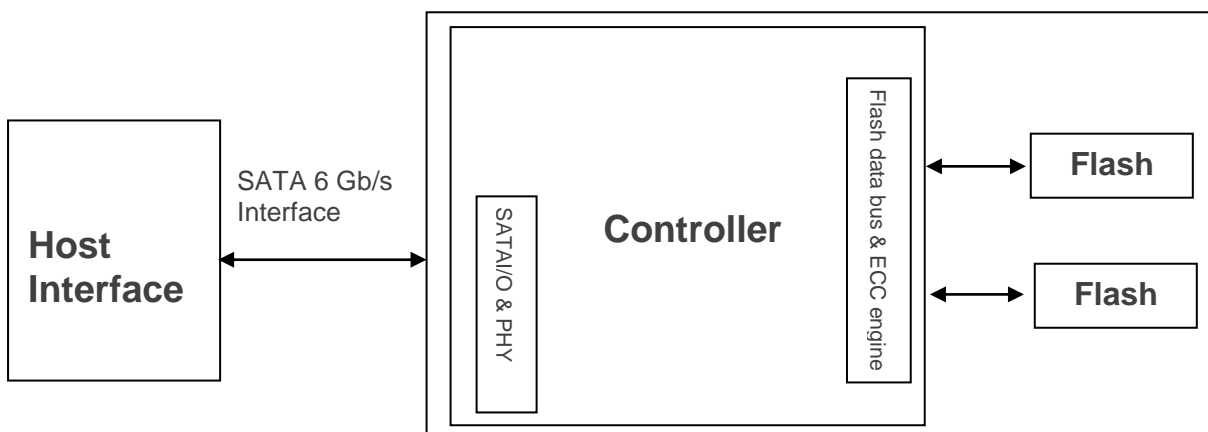 Host
Interface
SATA 6 Gb/s
Interface
SATAI/O & PHY
Controller
Flash data bus & ECC engine
Flash
Flash